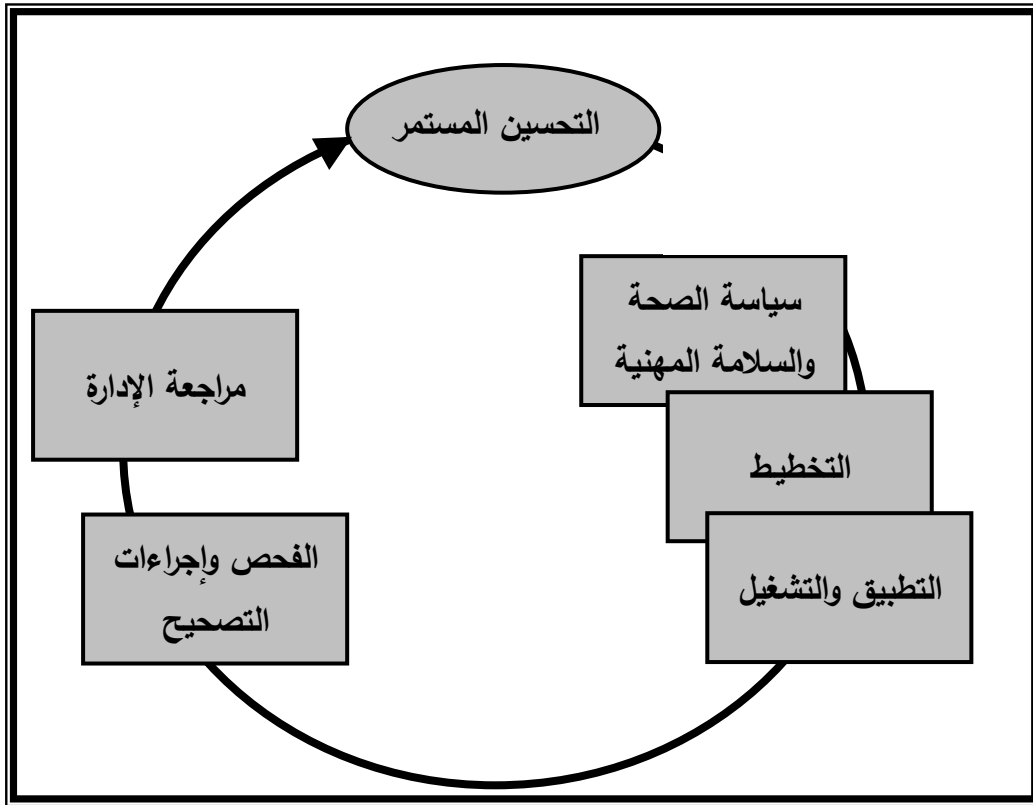 التحسين المستمر
سياسة الصحة
والسلامة المهنية
التخطيط
التطبيق والتشغيل
الفحص وإجراءات
التصحيح
مراجعة الإدارة